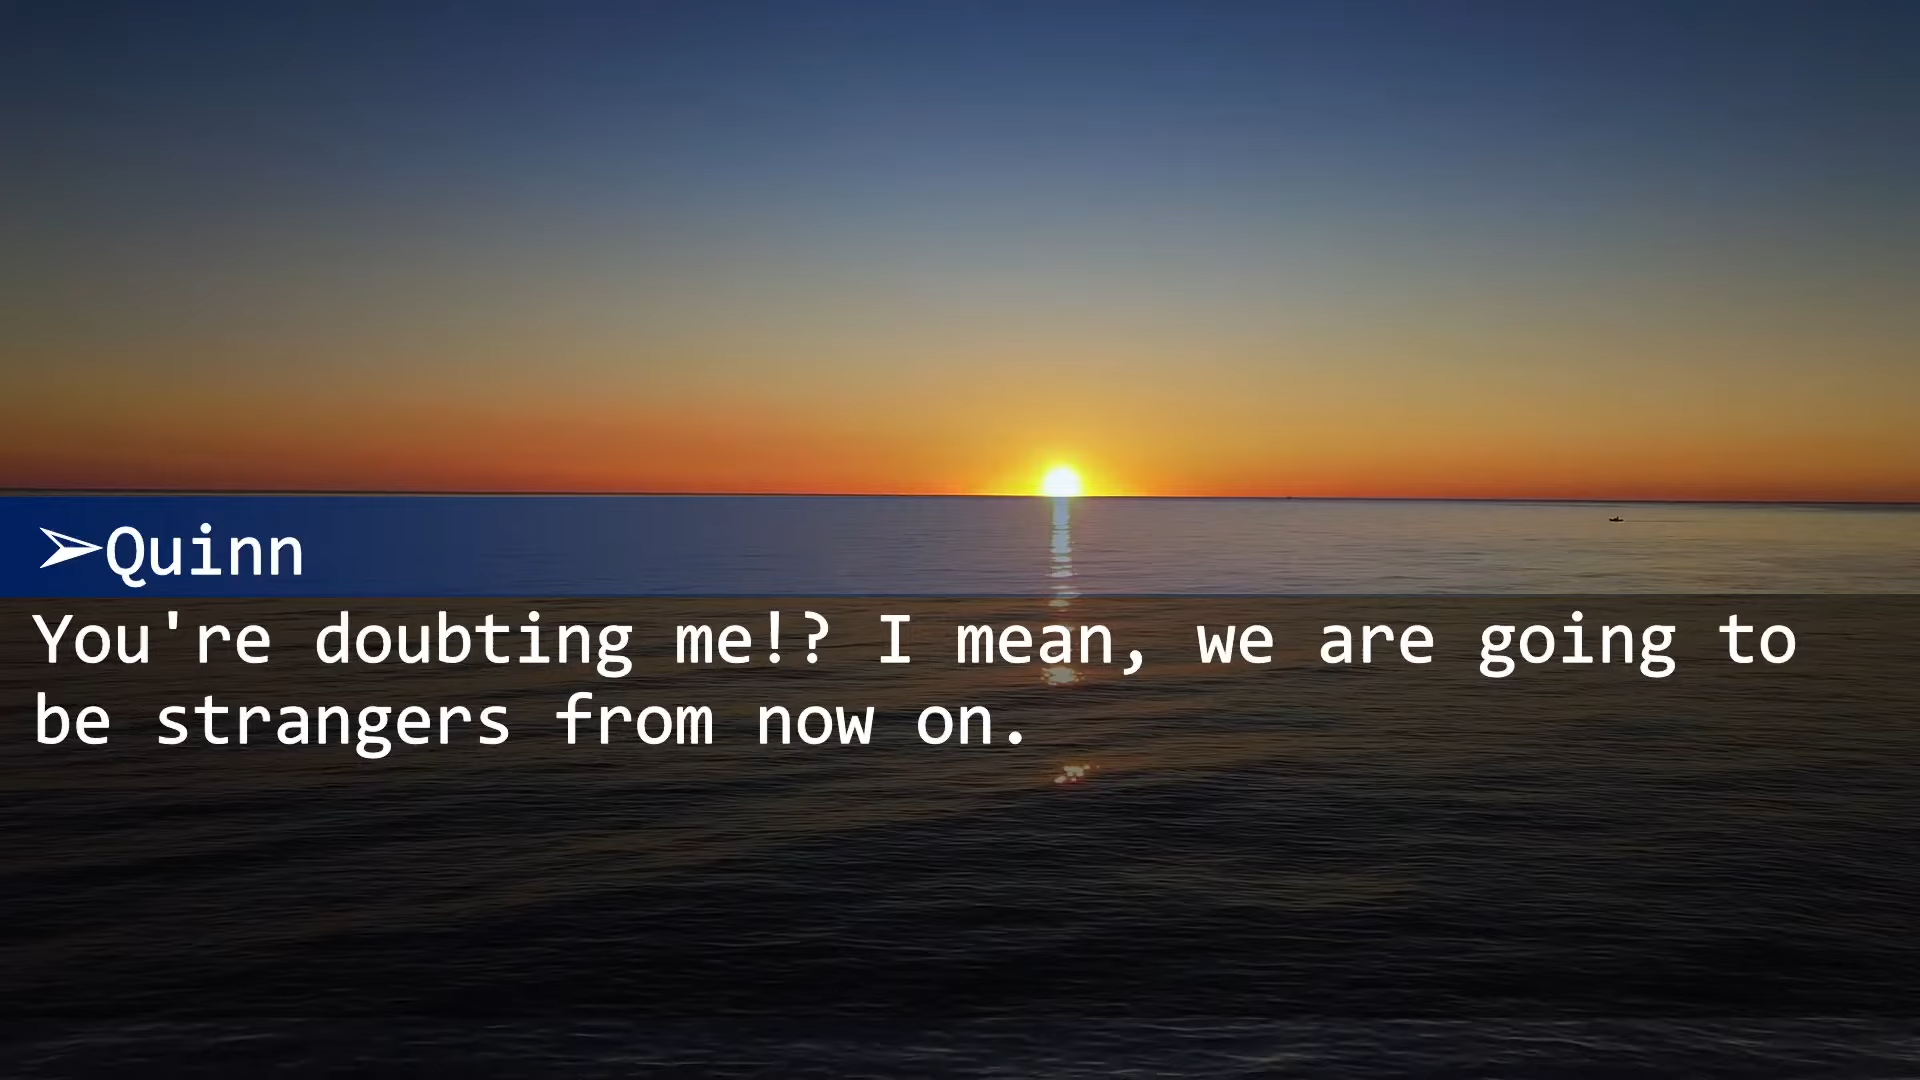 ➢Quinn
You're doubting me!? I mean, we are going to
be strangers from now on.